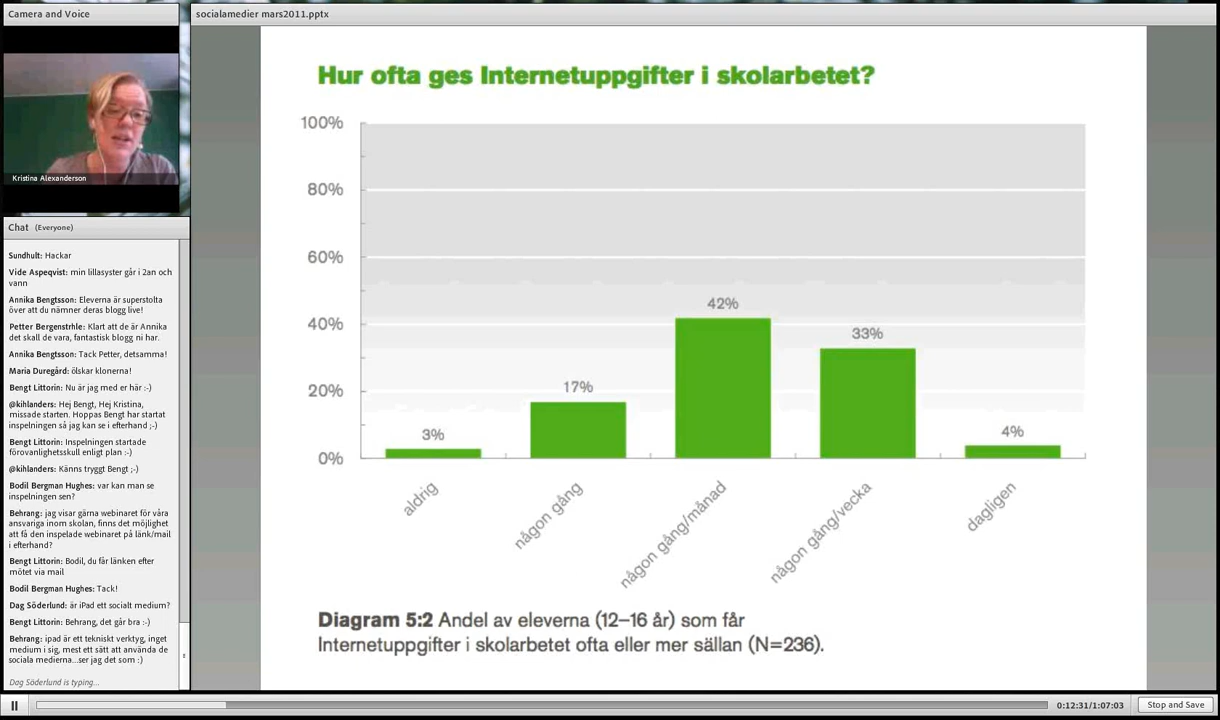 Camera and Voice
Kristina Alexanderson
Chat (Everyone)
Sundhult: Hackar
Vide Aspeqvist: min lillasyster går i 2an och
vann
Annika Bengtsson: Eleverna är superstolta
över att du nämner deras blogg live!
Petter Bergenstrhle: Klart att de är Annika
det skall de vara, fantastisk blogg ni har.
Annika Bengtsson: Tack Petter, detsamma!
Maria Duregård: ölskar klonerna!
Bengt Littorin: Nu är jag med er här :-)
@kihlanders: Hej Bengt, Hej Kristina,
missade starten. Hoppas Bengt har startat
inspelningen så jag kan se i efterhand ;-)
Bengt Littorin: Inspelningen startade
förovanlighetsskull enligt plan :-)
@kihlanders: Känns tryggt Bengt ;-)
Bodil Bergman Hughes: var kan man se
inspelningen sen?
Behrang: jag visar gärna webinaret för våra
ansvariga inom skolan, finns det möjlighet
att få den inspelade webinaret på länk/mail
i efterhand?
Bengt Littorin: Bodil, du får länken efter
mötet via mail
Bodil Bergman Hughes: Tack!
Dag Söderlund: är iPad ett socialt medium?
Bengt Littorin: Behrang, det går bra :-)
Behrang: ipad är ett tekniskt verktyg, inget
medium i sig, mest ett sätt att använda de
sociala medierna...ser jag det som :)
Dag Söderlund is typing...
socialamedier mars2011.pptx
Hur ofta ges Internetuppgifter i skolarbetet?
100%
80%
60%
40%
20%
0%
3%
17%
42%
33%
4%
aldrig
någon gång
någon gång/månad
någon gång/vecka
dagligen
Diagram 5:2 Andel av eleverna (12–16 år) som får
Internetuppgifter i skolarbetet ofta eller mer sällan (N=236).
0:12:31/1:07:03
Stop and Save